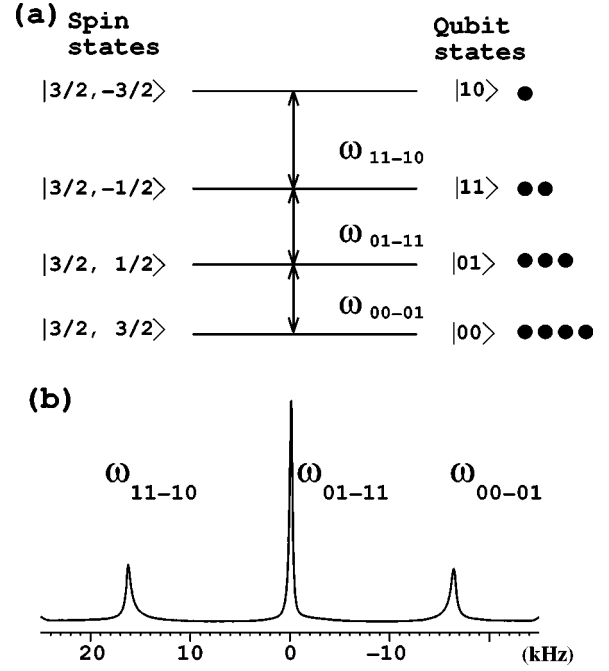 (a) Spin states Qubit states
|3/2,-3/2⟩ |10⟩
ω 11-10
|3/2,-1/2⟩ |11⟩
ω 01-11
|3/2, 1/2⟩ |01⟩
ω 00-01
|3/2, 3/2⟩ |00⟩
(b)
ω 11-10 ω 01-11 ω 00-01
20 10 0 -10 (kHz)